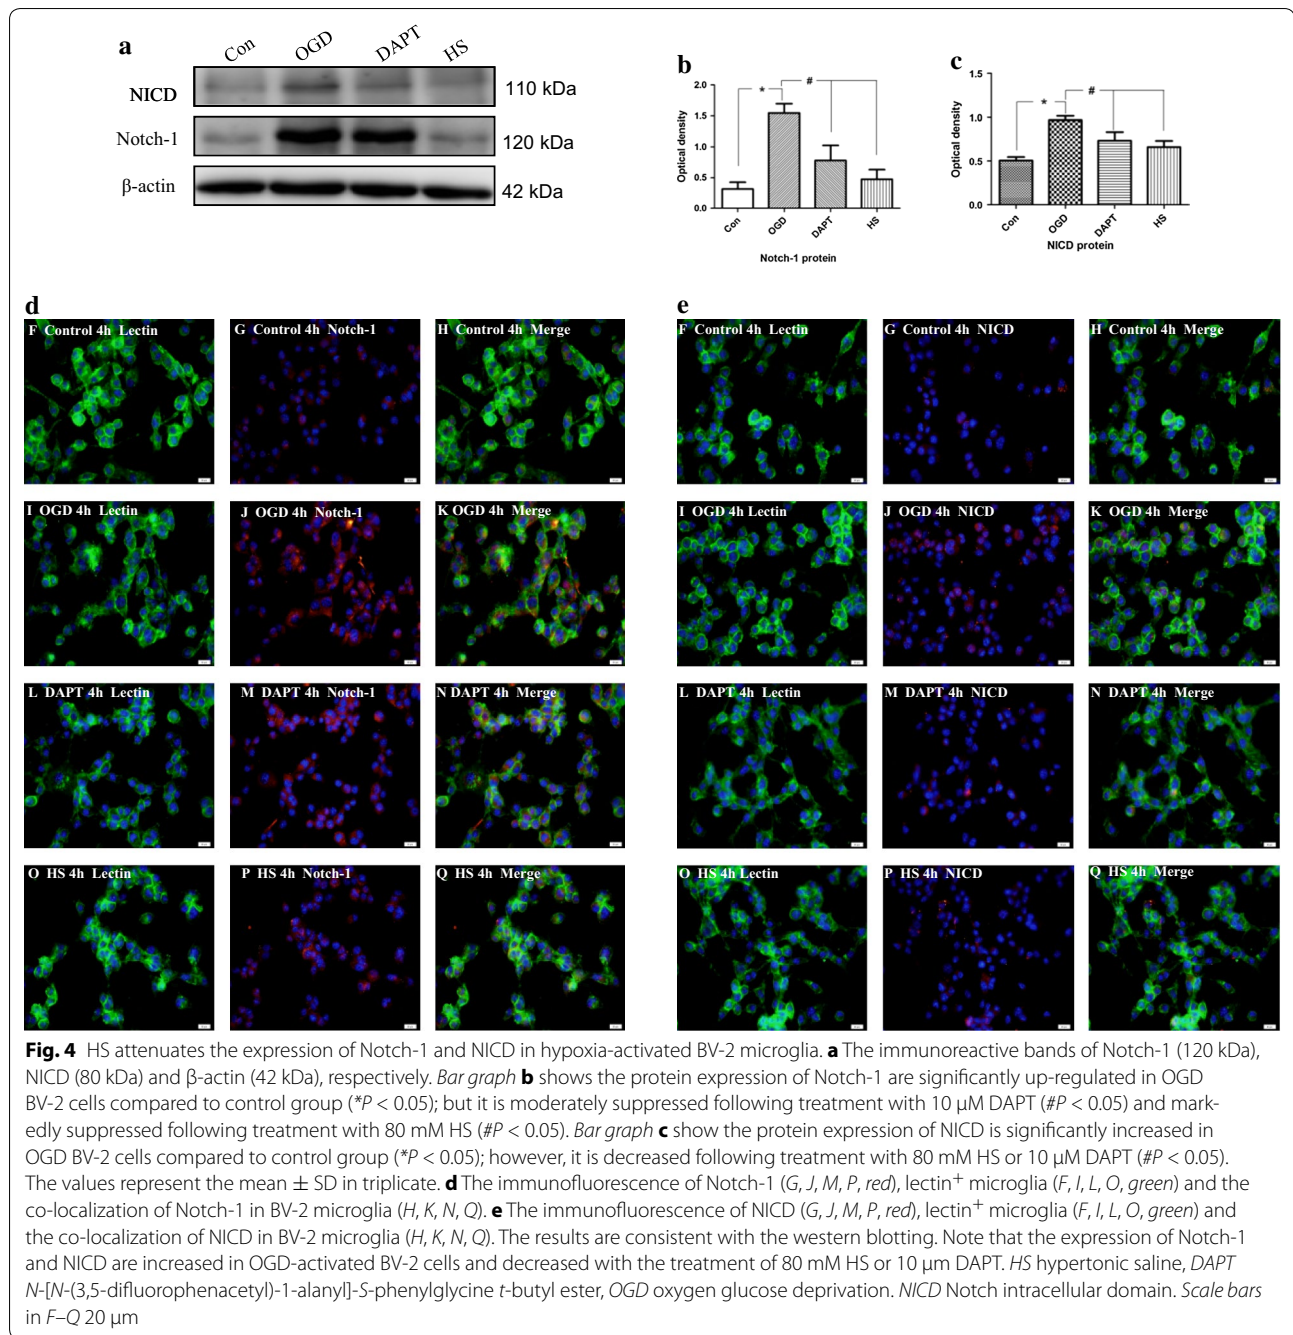 a
Con OGD DAPT HS
NICD 110 kDa
Notch-1 120 kDa
β-actin 42 kDa
b
Optical density
2.0
1.5
1.0
0.5
0.0
* #
Con OGD DAPT HS
Notch-1 protein
c
Optical density
1.5
1.0
0.5
0.0
* #
Con OGD DAPT HS
NICD protein
d
F Control 4h Lectin G Control 4h Notch-1 H Control 4h Merge
I OGD 4h Lectin J OGD 4h Notch-1 K OGD 4h Merge
L DAPT 4h Lectin M DAPT 4h Notch-1 N DAPT 4h Merge
O HS 4h Lectin P HS 4h Notch-1 Q HS 4h Merge
e
F Control 4h Lectin G Control 4h NICD H Control 4h Merge
I OGD 4h Lectin J OGD 4h NICD K OGD 4h Merge
L DAPT 4h Lectin M DAPT 4h NICD N DAPT 4h Merge
O HS 4h Lectin P HS 4h NICD Q HS 4h Merge
Fig. 4 HS attenuates the expression of Notch-1 and NICD in hypoxia-activated BV-2 microglia. a The immunoreactive bands of Notch-1 (120 kDa),
NICD (80 kDa) and β-actin (42 kDa), respectively. Bar graph b shows the protein expression of Notch-1 are significantly up-regulated in OGD
BV-2 cells compared to control group (*P < 0.05); but it is moderately suppressed following treatment with 10 μM DAPT (#P < 0.05) and mark-
edly suppressed following treatment with 80 mM HS (#P < 0.05). Bar graph c show the protein expression of NICD is significantly increased in
OGD BV-2 cells compared to control group (*P < 0.05); however, it is decreased following treatment with 80 mM HS or 10 μM DAPT (#P < 0.05).
The values represent the mean ± SD in triplicate. d The immunofluorescence of Notch-1 (G, J, M, P, red), lectin⁺ microglia (F, I, L, O, green) and the
co-localization of Notch-1 in BV-2 microglia (H, K, N, Q). e The immunofluorescence of NICD (G, J, M, P, red), lectin⁺ microglia (F, I, L, O, green) and
the co-localization of NICD in BV-2 microglia (H, K, N, Q). The results are consistent with the western blotting. Note that the expression of Notch-1
and NICD are increased in OGD-activated BV-2 cells and decreased with the treatment of 80 mM HS or 10 μm DAPT. HS hypertonic saline, DAPT
N-[N-(3,5-difluorophenacetyl)-1-alanyl]-S-phenylglycine t-butyl ester, OGD oxygen glucose deprivation. NICD Notch intracellular domain. Scale bars
in F–Q 20 μm